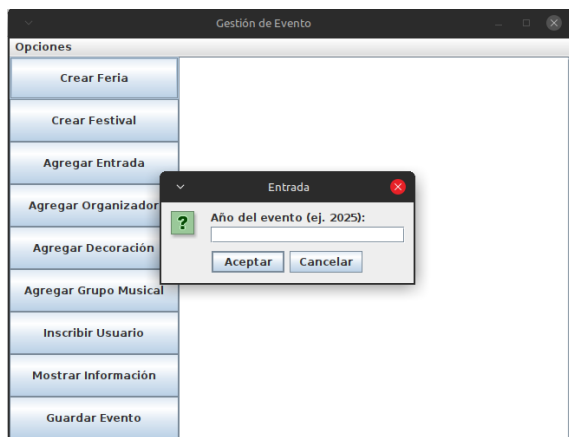 Gestión de Evento
Opciones
Crear Feria
Crear Festival
Agregar Entrada
Agregar Organizador
Agregar Decoración
Agregar Grupo Musical
Inscribir Usuario
Mostrar Información
Guardar Evento
Entrada
?
Año del evento (ej. 2025):
Aceptar Cancelar